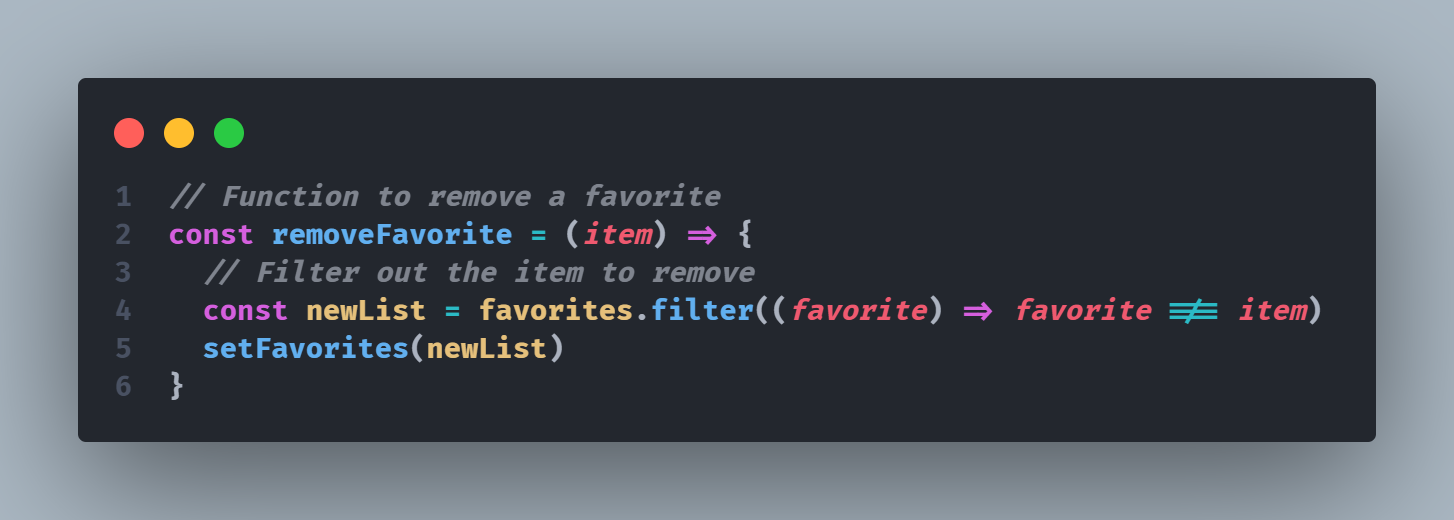 1 // Function to remove a favorite
2 const removeFavorite = (item) => {
3   // Filter out the item to remove
4   const newList = favorites.filter((favorite) => favorite !== item)
5   setFavorites(newList)
6 }